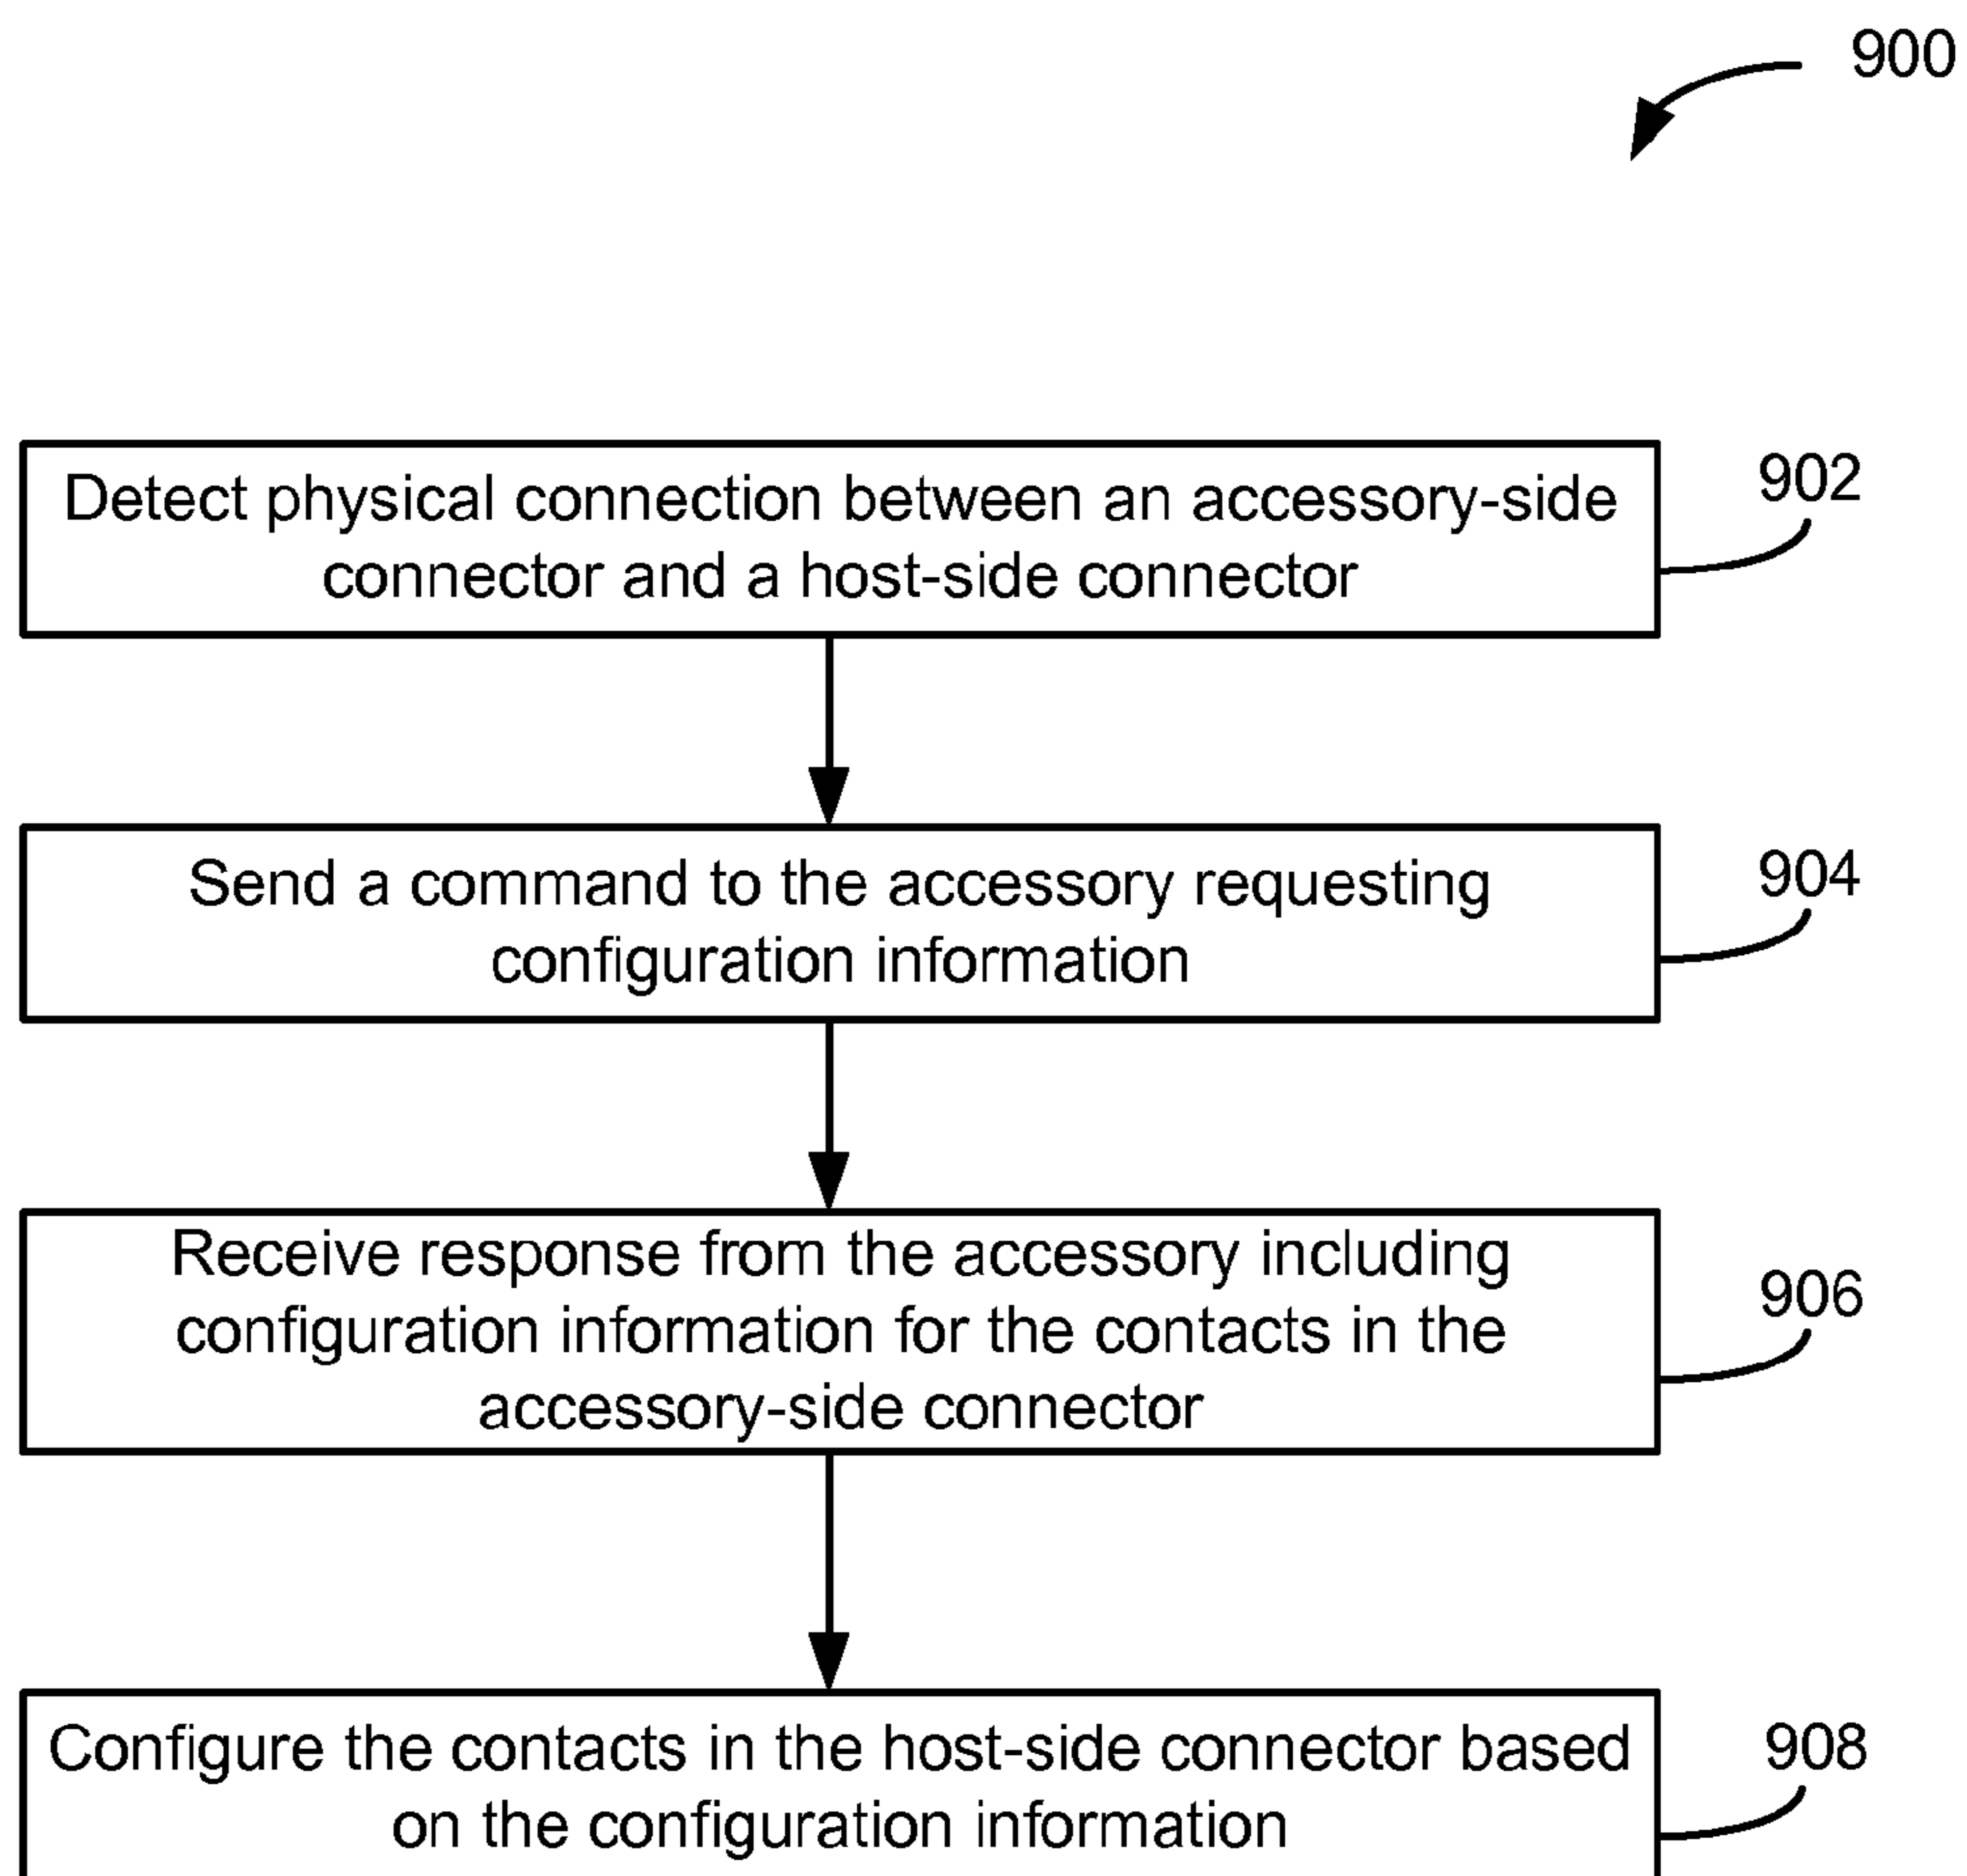 900
Detect physical connection between an accessory-side
connector and a host-side connector
902
Send a command to the accessory requesting
configuration information
904
Receive response from the accessory including
configuration information for the contacts in the
accessory-side connector
906
Configure the contacts in the host-side connector based
on the configuration information
908